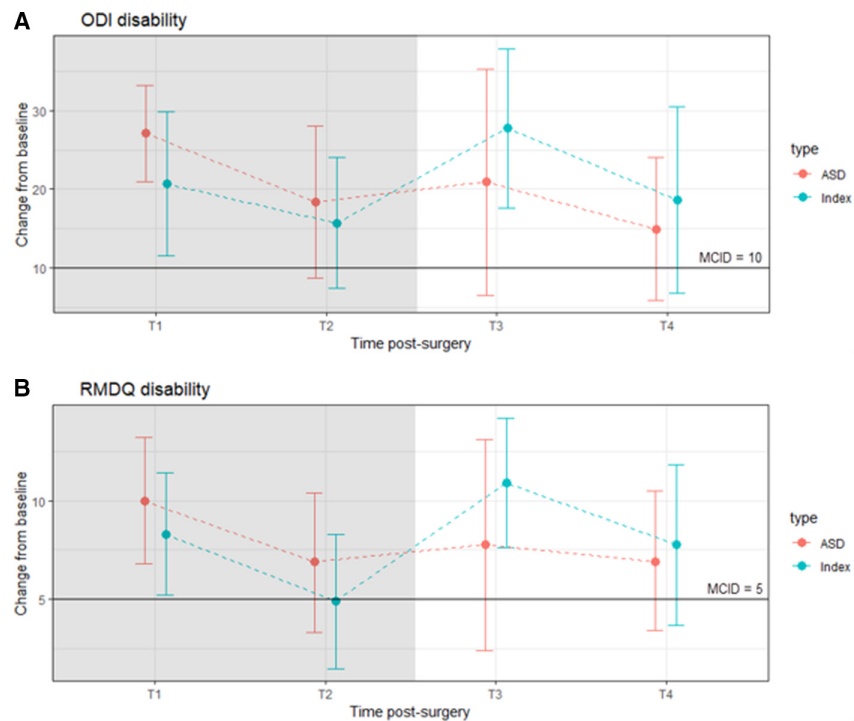 A
ODI disability
Change from baseline
30
20
10
MCID = 10
T1
T2
T3
T4
Time post-surgery
type
ASD
Index
B
RMDQ disability
Change from baseline
10
5
MCID = 5
T1
T2
T3
T4
Time post-surgery
type
ASD
Index